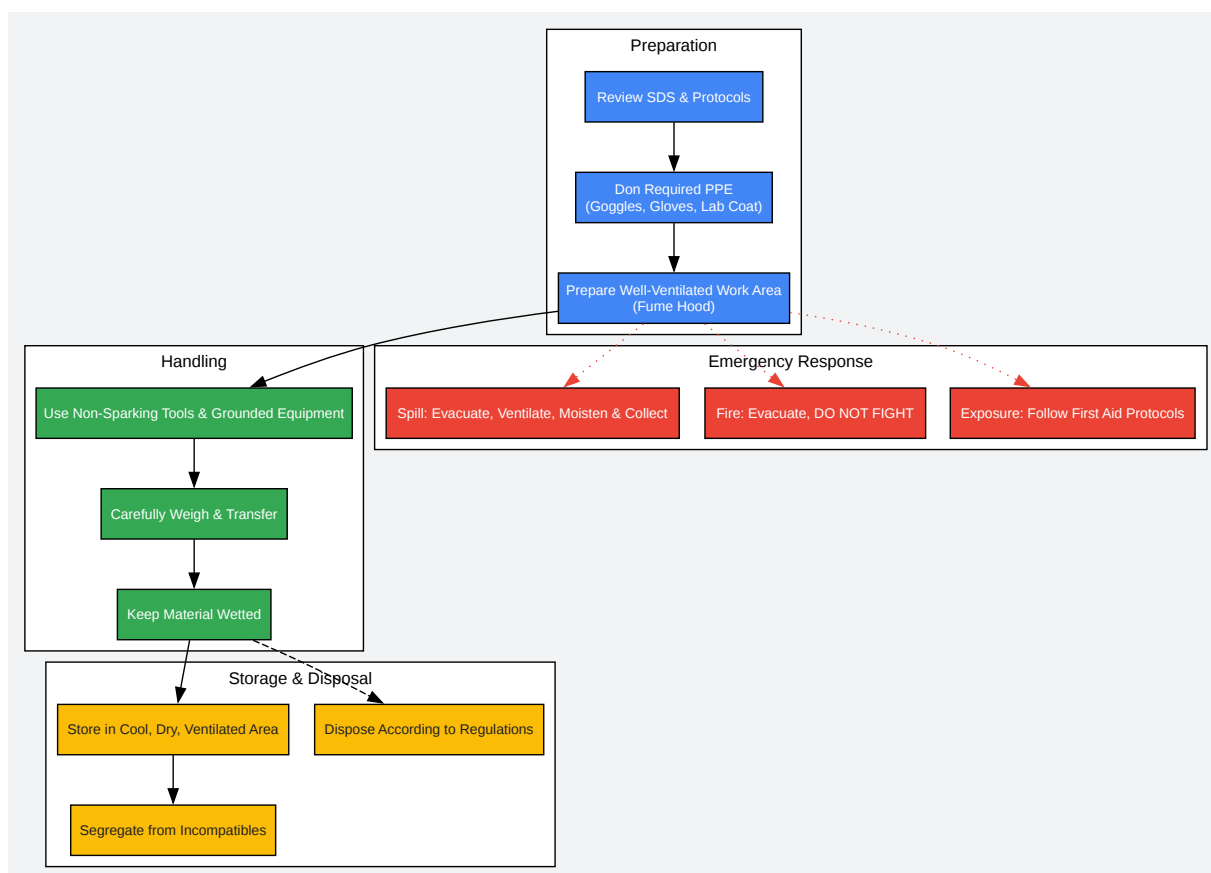 Preparation
Review SDS & Protocols
Don Required PPE
(Goggles, Gloves, Lab Coat)
Prepare Well-Ventilated Work Area
(Fume Hood)
Handling
Use Non-Sparking Tools & Grounded Equipment
Carefully Weigh & Transfer
Keep Material Wetted
Emergency Response
Spill: Evacuate, Ventilate, Moisten & Collect
Fire: Evacuate, DO NOT FIGHT
Exposure: Follow First Aid Protocols
Storage & Disposal
Store in Cool, Dry, Ventilated Area
Dispose According to Regulations
Segregate from Incompatibles